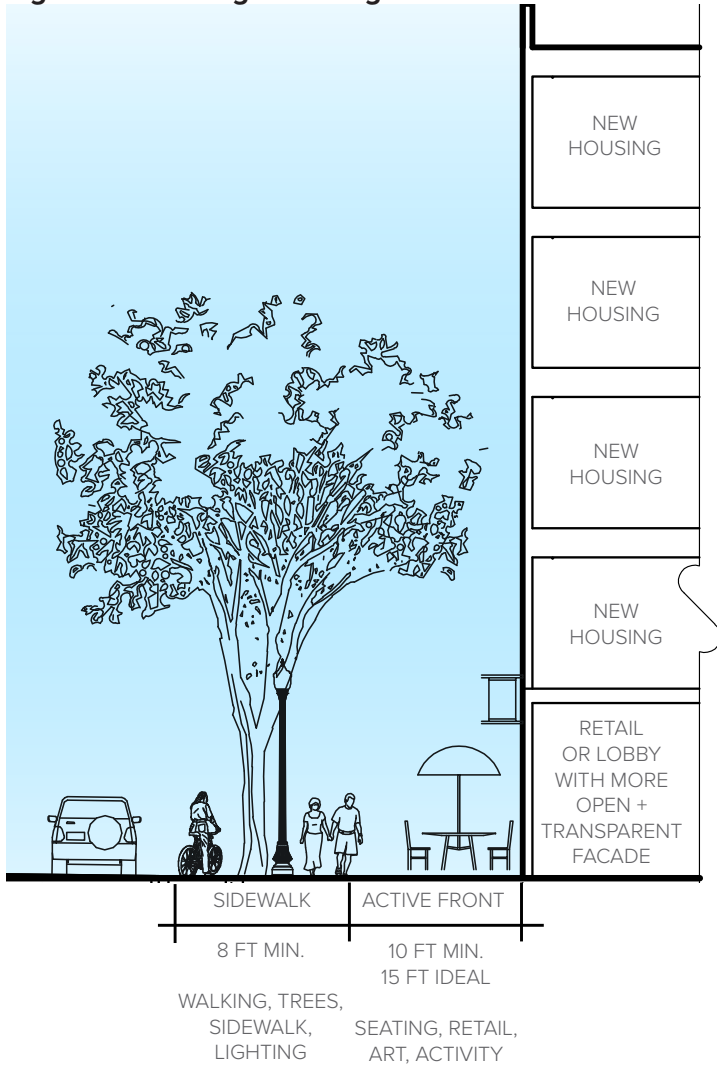 NEW
HOUSING
NEW
HOUSING
NEW
HOUSING
NEW
HOUSING
RETAIL
OR LOBBY
WITH MORE
OPEN +
TRANSPARENT
FACADE
SIDEWALK
ACTIVE FRONT
8 FT MIN.
10 FT MIN.
15 FT IDEAL
WALKING, TREES,
SIDEWALK,
LIGHTING
SEATING, RETAIL,
ART, ACTIVITY